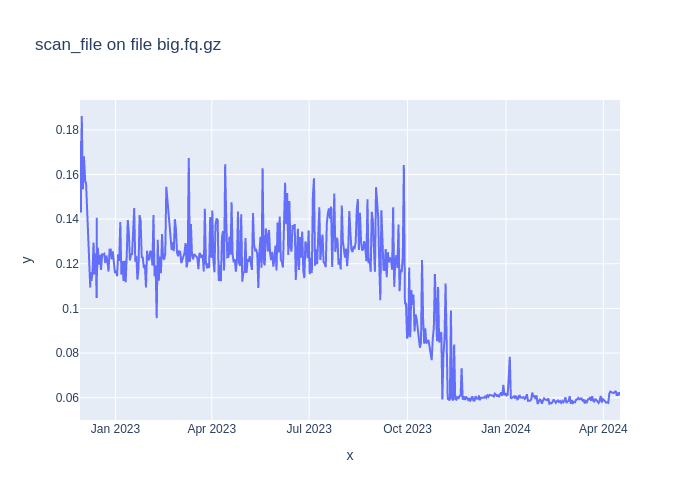 scan_file on file big.fq.gz
0.18
0.16
0.14
0.12
0.1
0.08
0.06
y
Jan 2023
Apr 2023
Jul 2023
Oct 2023
Jan 2024
Apr 2024
x